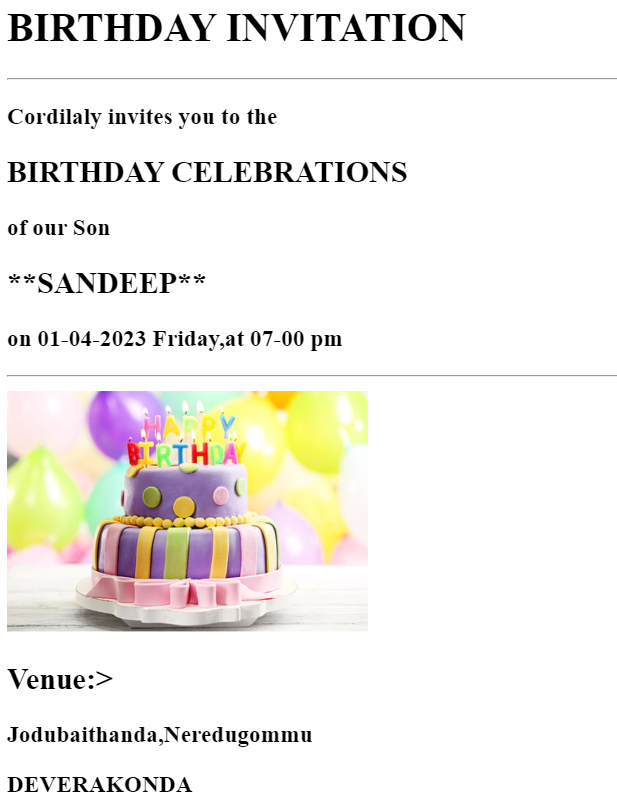 BIRTHDAY INVITATION
Cordilaly invites you to the
BIRTHDAY CELEBRATIONS
of our Son
**SANDEEP**
on 01-04-2023 Friday,at 07-00 pm
HAPPY
BIRTHDAY
Venue:>
Jodubaithanda,Neredugommu
DEVERAKONDA